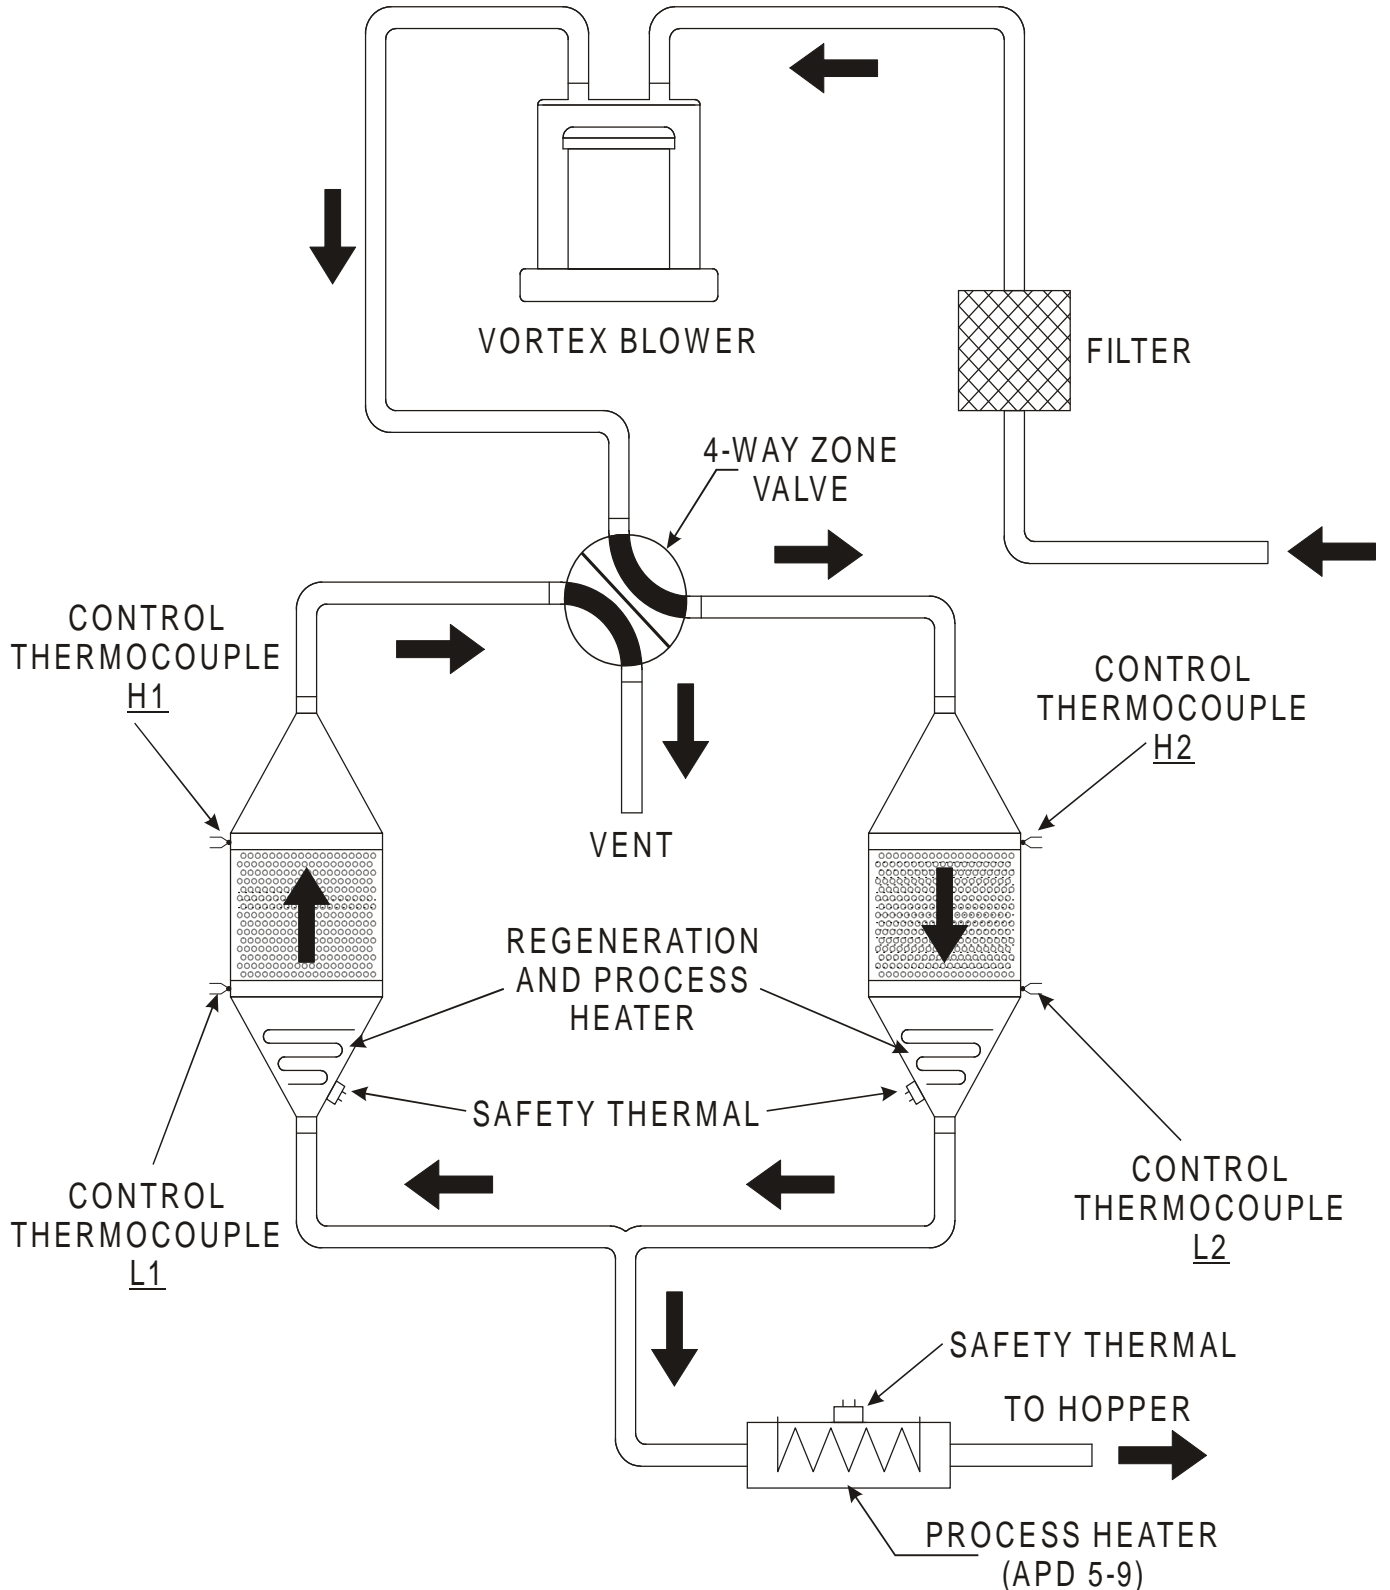 VORTEX BLOWER
FILTER
4-WAY ZONE
VALVE
CONTROL
THERMOCOUPLE
H1
CONTROL
THERMOCOUPLE
H2
VENT
REGENERATION
AND PROCESS
HEATER
SAFETY THERMAL
CONTROL
THERMOCOUPLE
L1
CONTROL
THERMOCOUPLE
L2
SAFETY THERMAL
TO HOPPER
PROCESS HEATER
(APD 5-9)